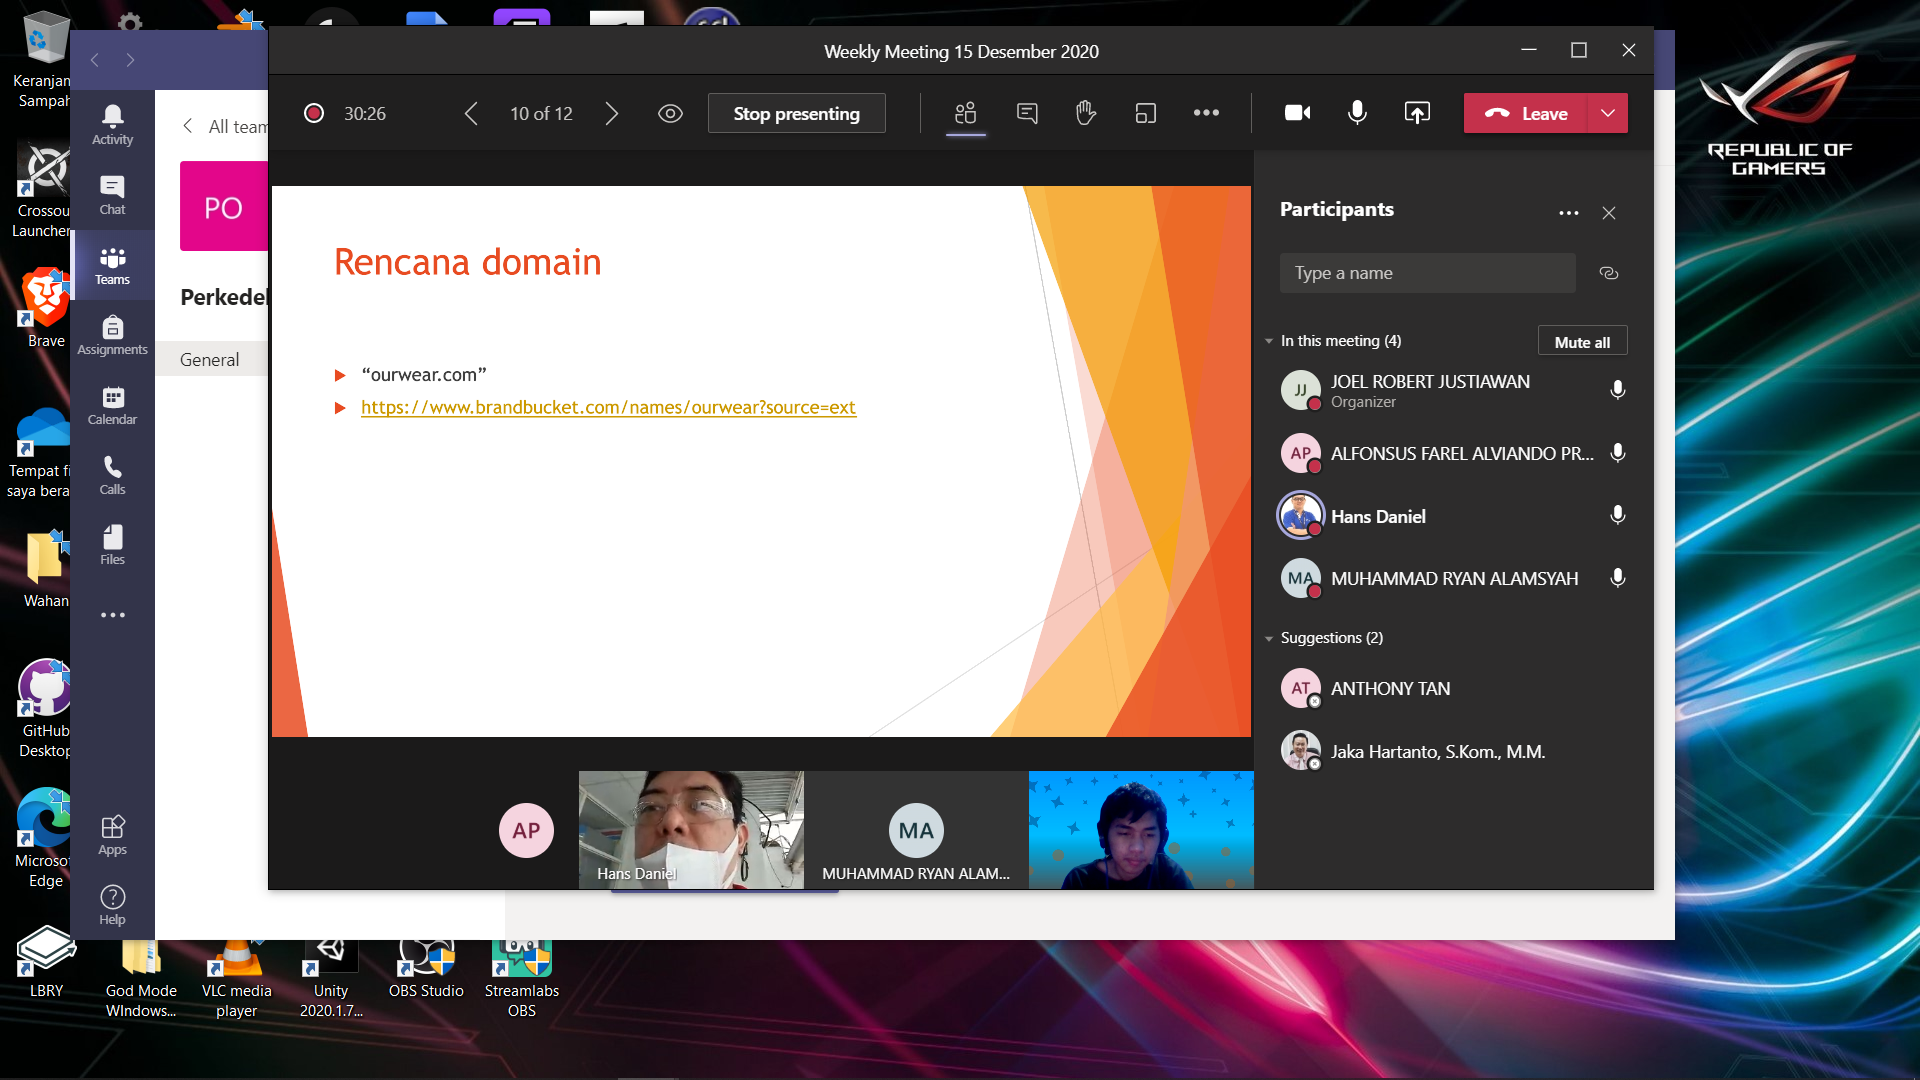 Keranjan
Sampah
Crossou
Launcher
Brave
Tempat fi
saya bera
Wahan
GitHub
Desktop
Microsof
Edge
LBRY
God Mode
WIndows...
VLC media
player
Unity
2020.1.7...
OBS Studio
Streamlabs
OBS
Activity
Chat
Teams
Assignments
Calendar
Calls
Files
Apps
Help
All team
PO
Perkedel
General
Weekly Meeting 15 Desember 2020
30:26
10 of 12
Stop presenting
Leave
Rencana domain
“ourwear.com”
https://www.brandbucket.com/names/ourwear?source=ext
AP
Hans Daniel
MA
MUHAMMAD RYAN ALAM...
Participants
Type a name
In this meeting (4)
Mute all
JJ
JOEL ROBERT JUSTIAWAN
Organizer
AP
ALFONSUS FAREL ALVIANDO PR...
Hans Daniel
MA
MUHAMMAD RYAN ALAMSYAH
Suggestions (2)
AT
ANTHONY TAN
Jaka Hartanto, S.Kom., M.M.
REPUBLIC OF
GAMERS